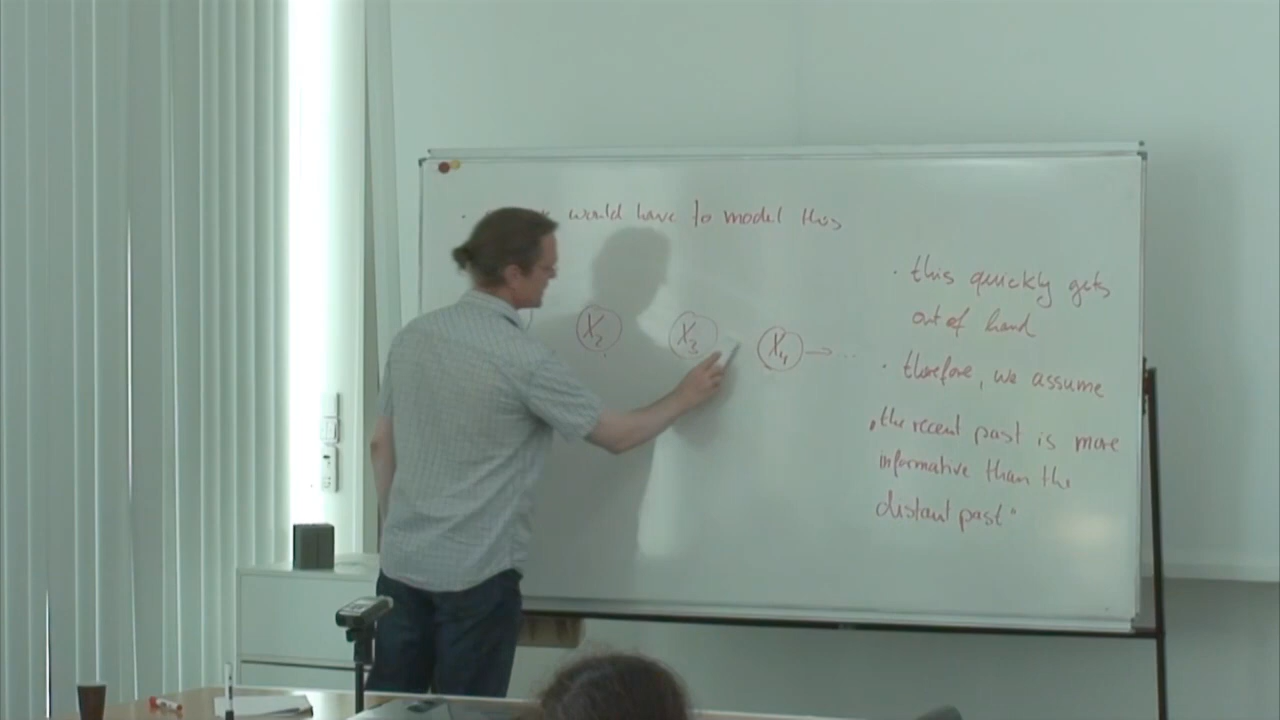 would have to model this
X2 X3 X4 → ...
· this quickly gets
out of hand
· therefore, we assume
„the recent past is more
informative than the
distant past"